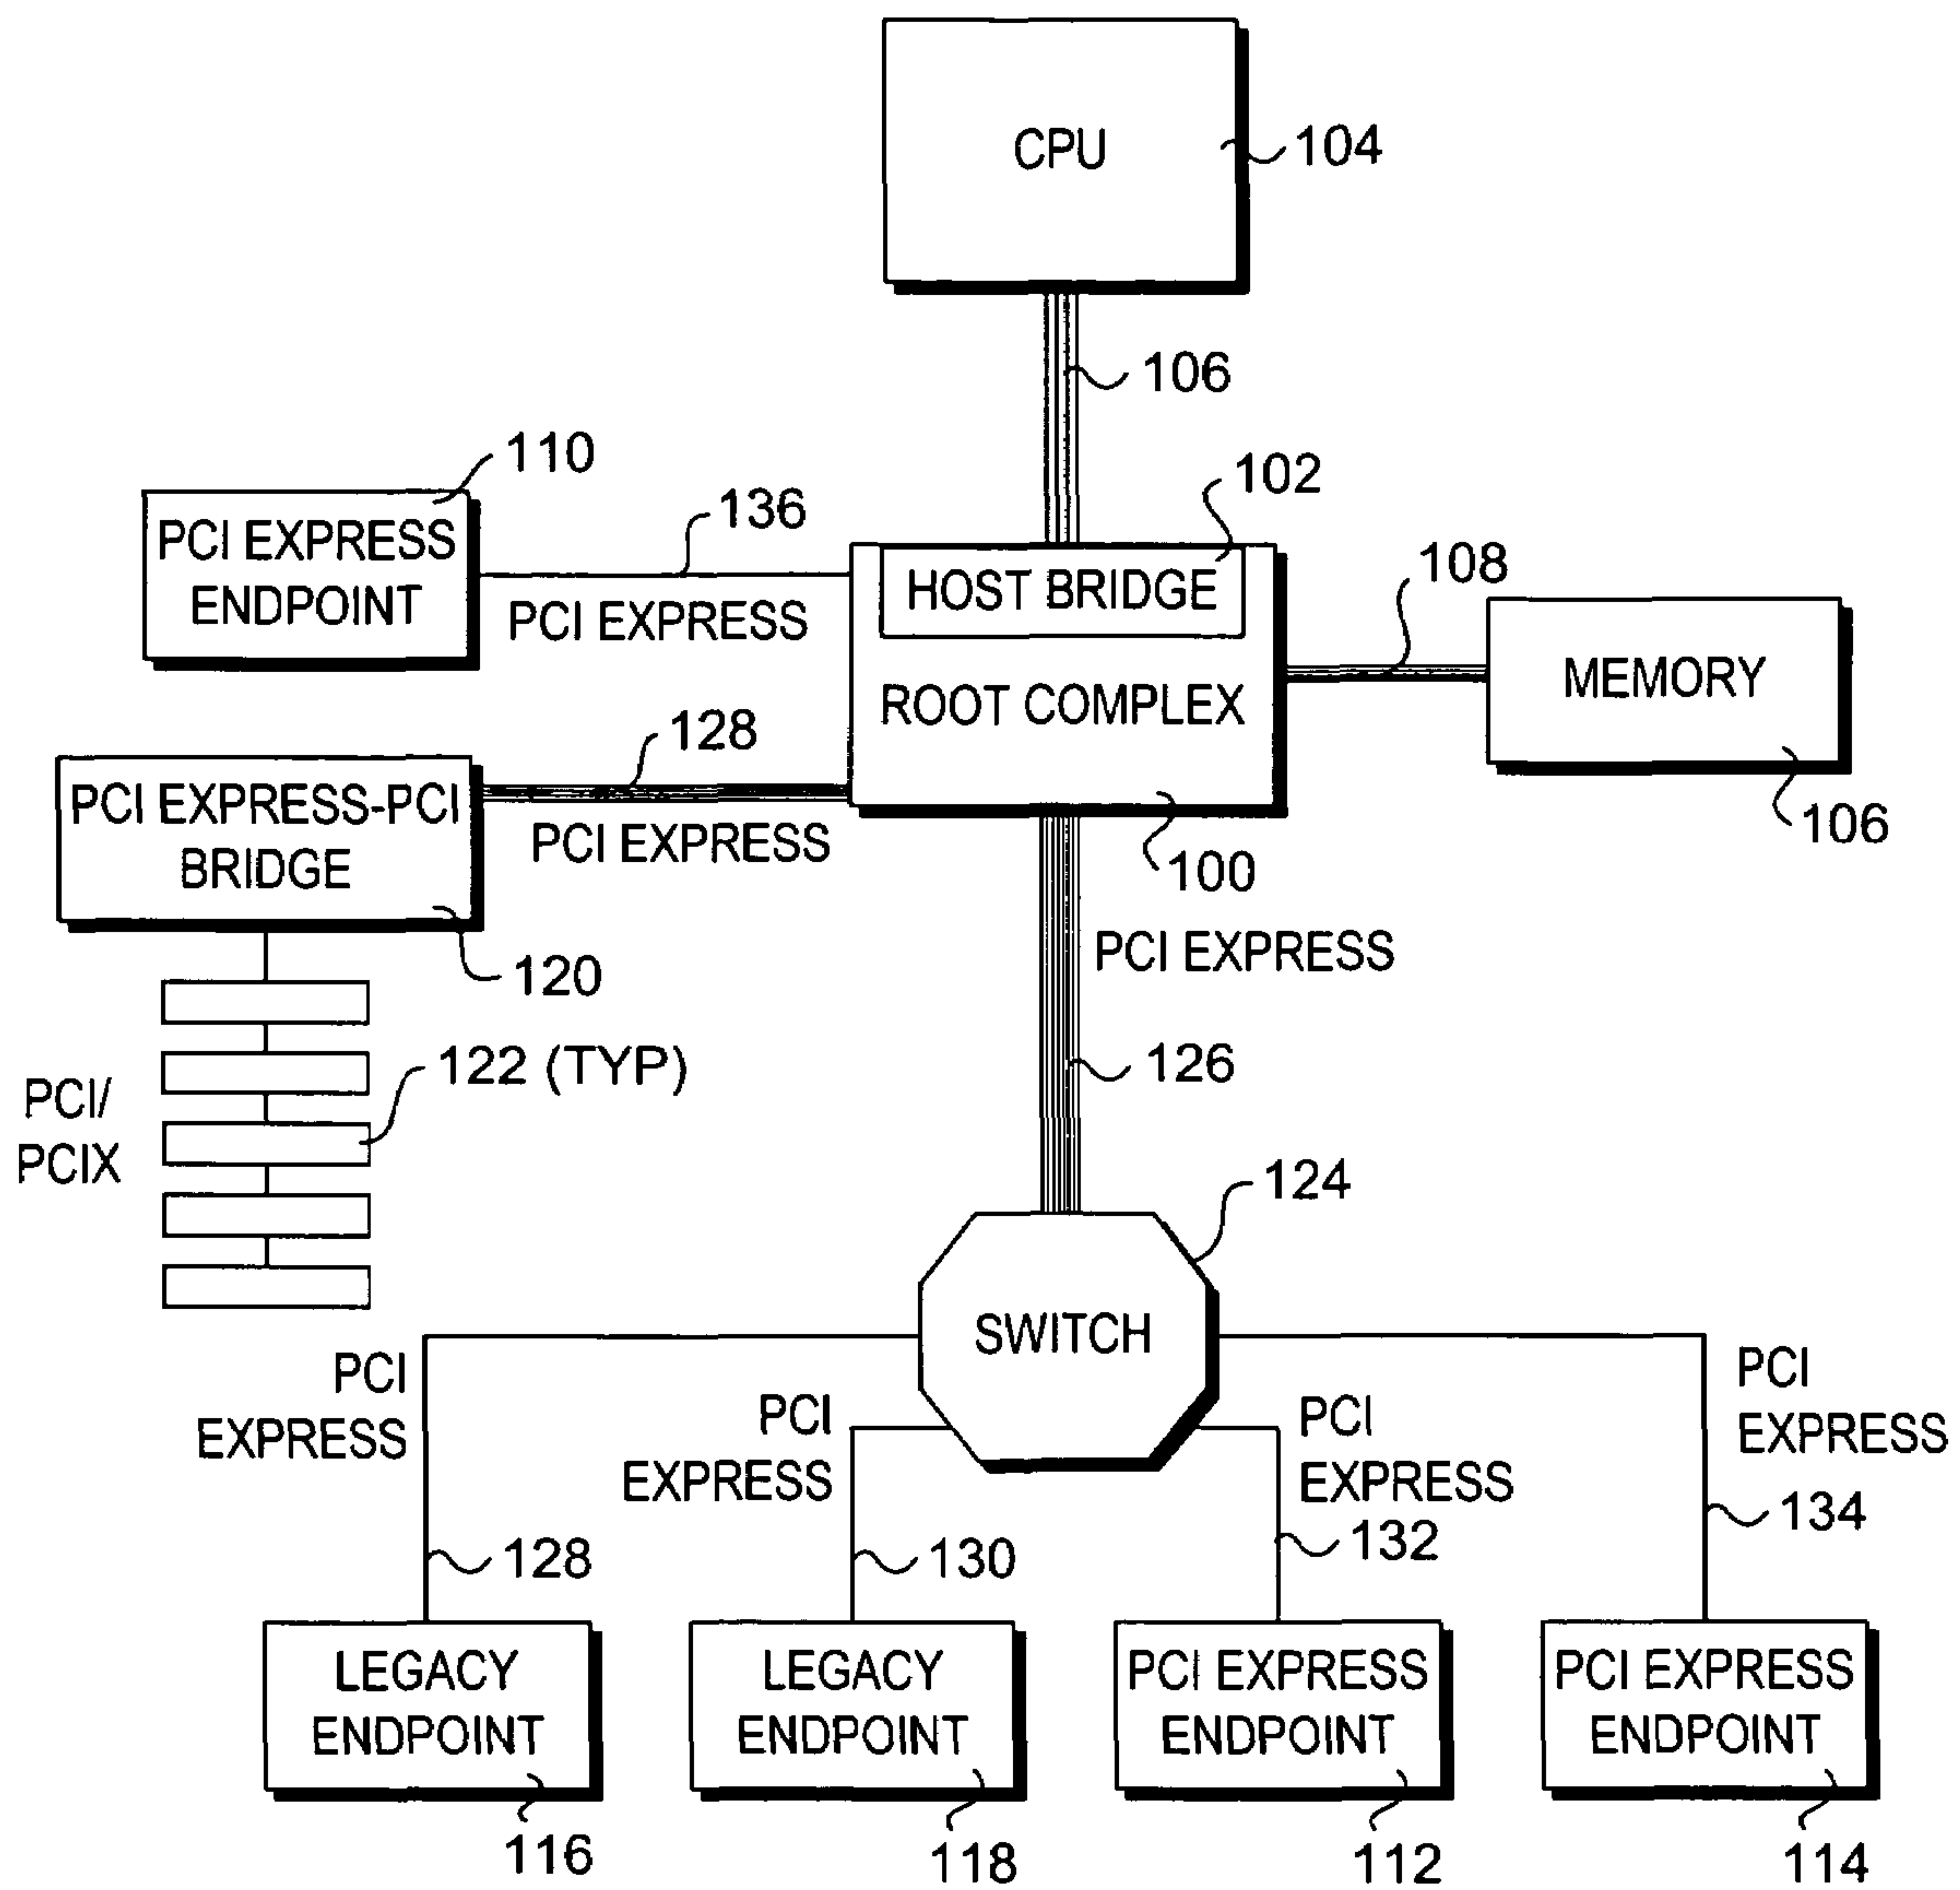 CPU
104
106
110
102
136
PCI EXPRESS
ENDPOINT
PCI EXPRESS
HOST BRIDGE
108
MEMORY
ROOT COMPLEX
128
PCI EXPRESS-PCI
BRIDGE
PCI EXPRESS
106
100
PCI EXPRESS
120
122 (TYP)
126
PCI/
PCIX
124
SWITCH
PCI
EXPRESS
PCI
EXPRESS
PCI
EXPRESS
PCI
EXPRESS
128
130
132
134
LEGACY
ENDPOINT
LEGACY
ENDPOINT
PCI EXPRESS
ENDPOINT
PCI EXPRESS
ENDPOINT
116
118
112
114